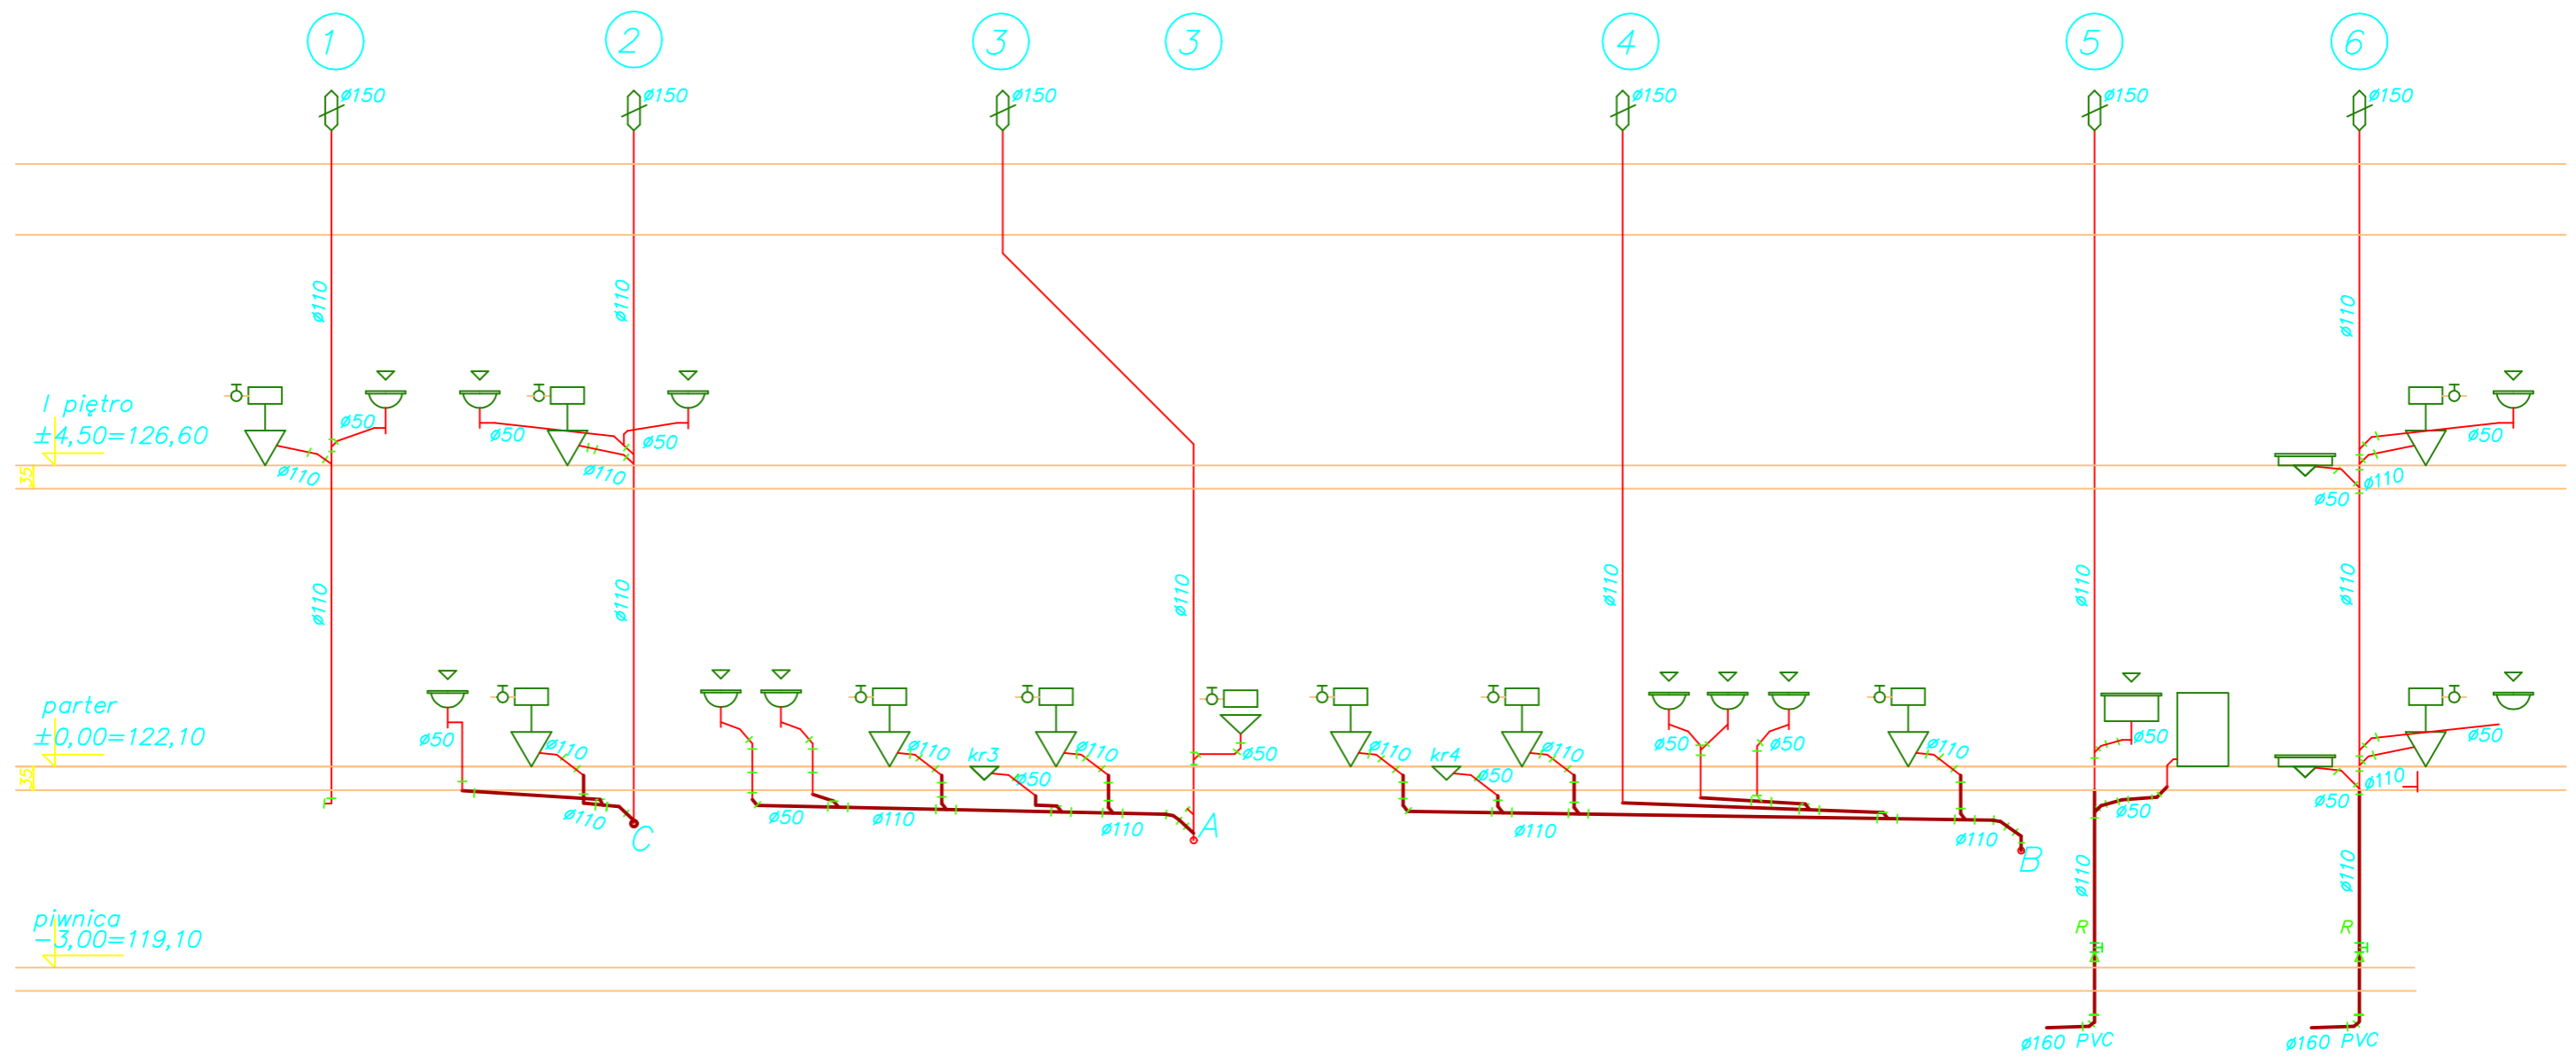 1 2 3 3 4 5 6
ø150 ø150 ø150 ø150 ø150 ø150
ø110 ø110 ø110
I piętro
±4,50=126,60
35
ø50 ø50 ø50 ø50
ø110 ø110 ø110
ø50
ø110 ø110 ø110 ø110 ø110 ø110
parter
±0,00=122,10
35
ø50 ø110 ø110 kr3 ø50 ø110 ø50 ø110 kr4 ø50 ø110 ø50 ø50 ø110 ø50 ø50
ø110 ø50 ø110 ø110 ø110 ø110 ø50 ø50 ø110
C A B
ø110 ø110
piwnica
-3,00=119,10
R R
ø160 PVC ø160 PVC